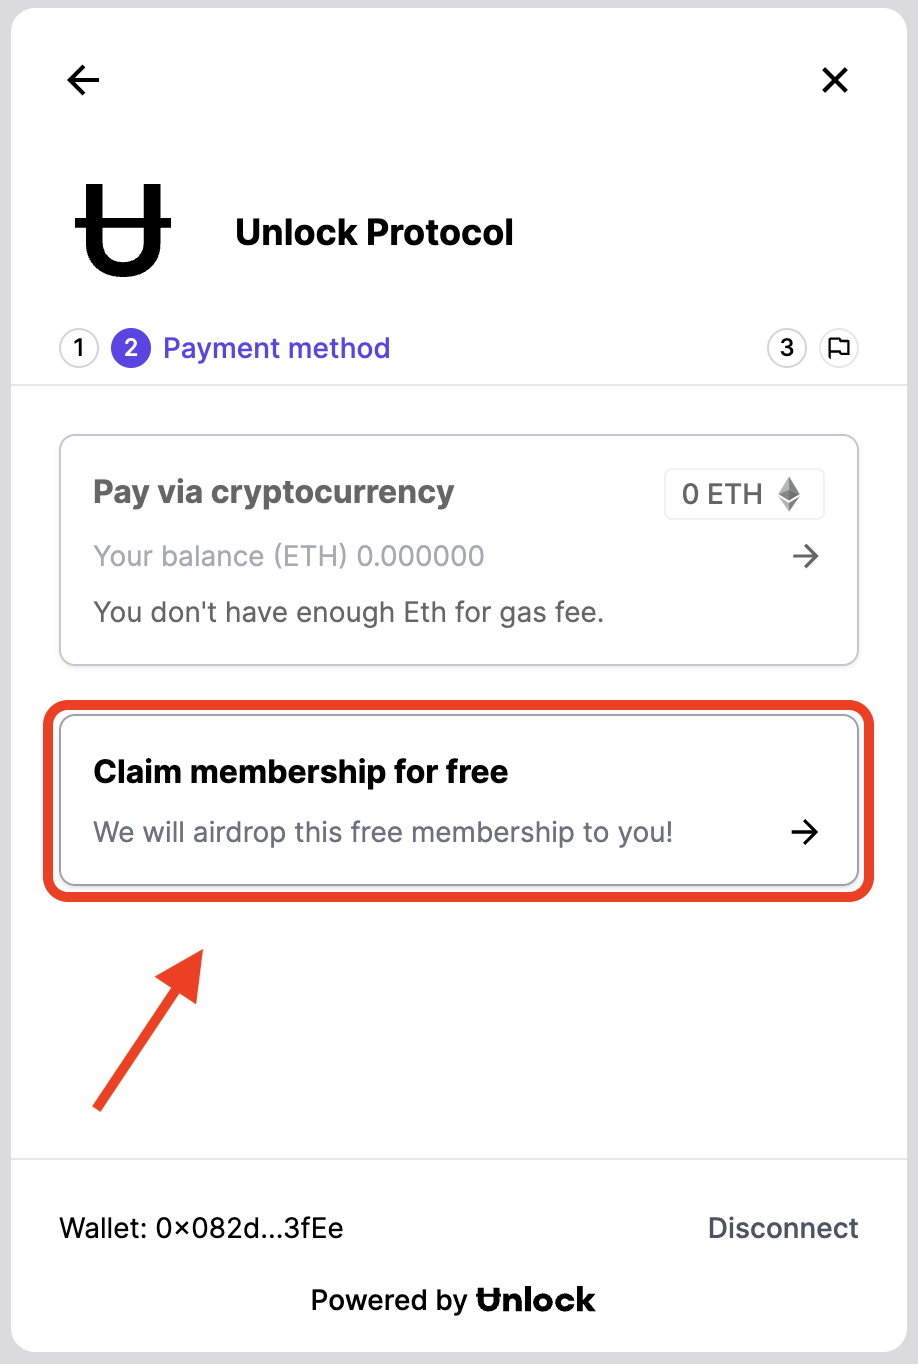 Unlock Protocol
1 2 Payment method 3
Pay via cryptocurrency 0 ETH
Your balance (ETH) 0.000000
You don't have enough Eth for gas fee.
Claim membership for free
We will airdrop this free membership to you!
Wallet: 0×082d...3fEe Disconnect
Powered by Unlock